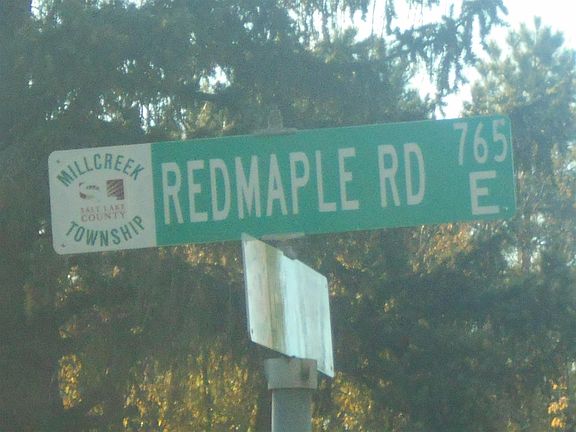 MILLCREEK
SALT LAKE
COUNTY
TOWNSHIP
REDMAPLE RD
765
E